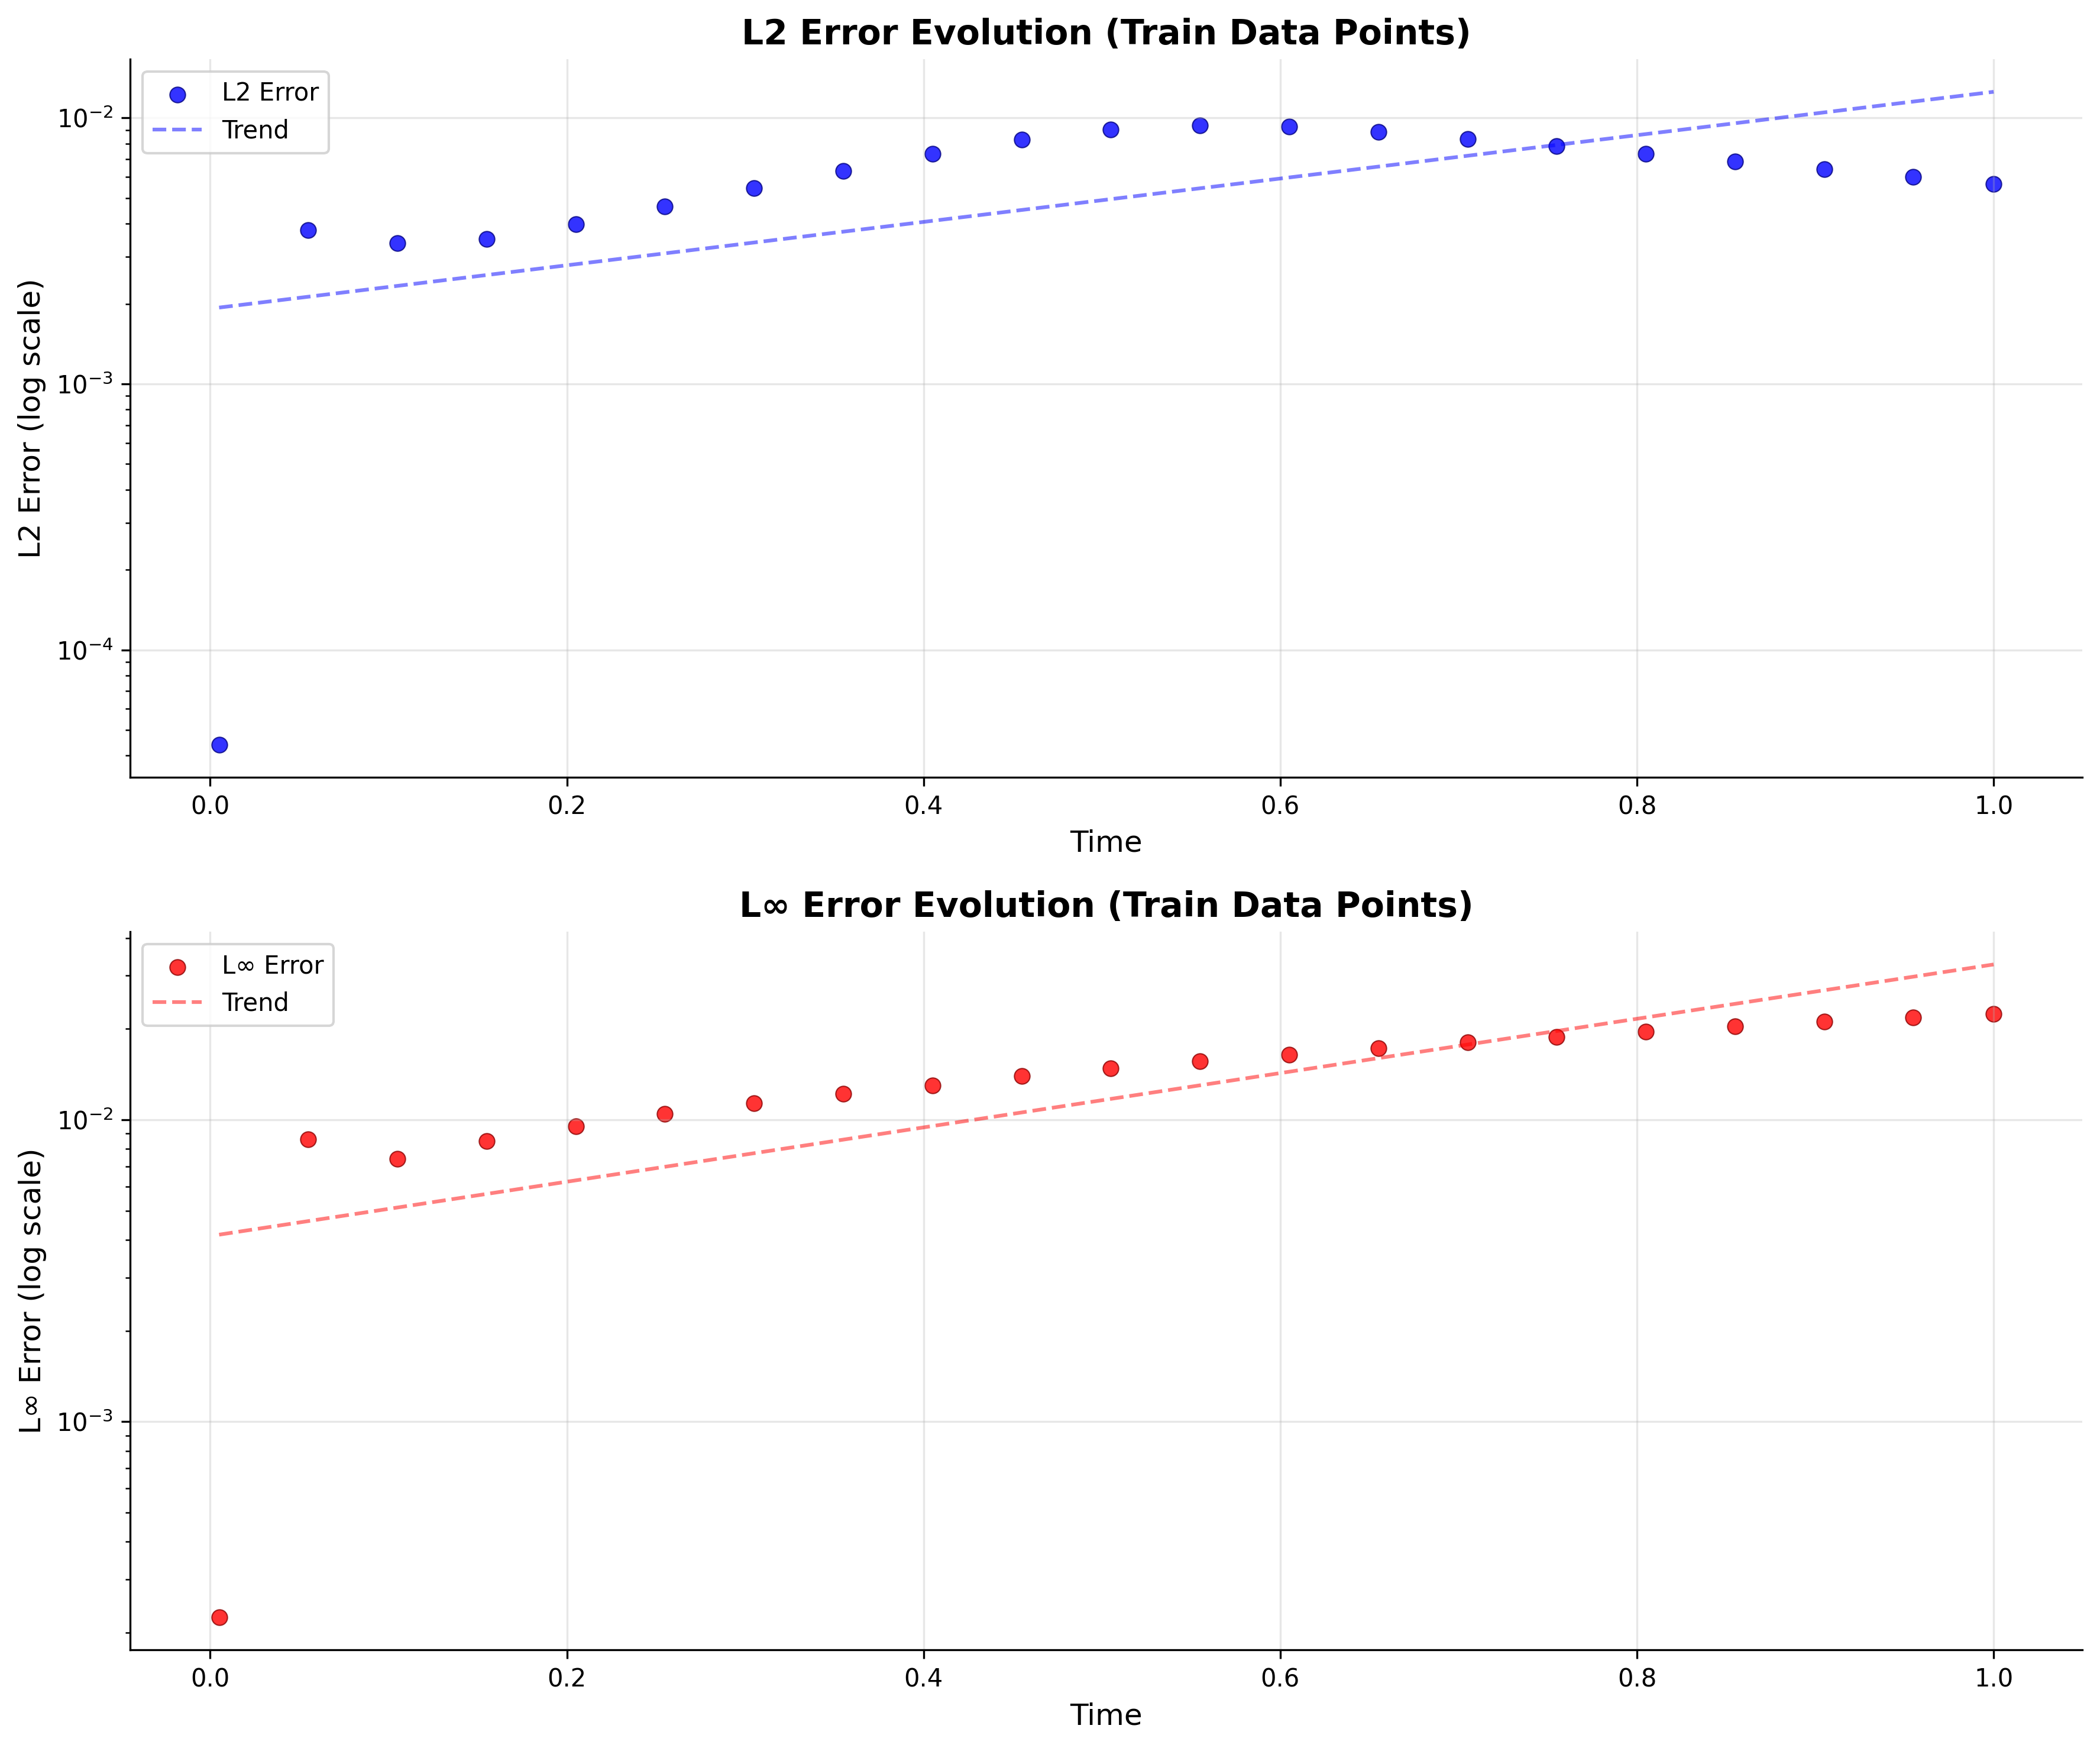 L2 Error Evolution (Train Data Points)
L2 Error
Trend
10⁻²
10⁻³
10⁻⁴
L2 Error (log scale)
0.0 0.2 0.4 0.6 0.8 1.0
Time
L∞ Error Evolution (Train Data Points)
L∞ Error
Trend
10⁻²
10⁻³
L∞ Error (log scale)
0.0 0.2 0.4 0.6 0.8 1.0
Time